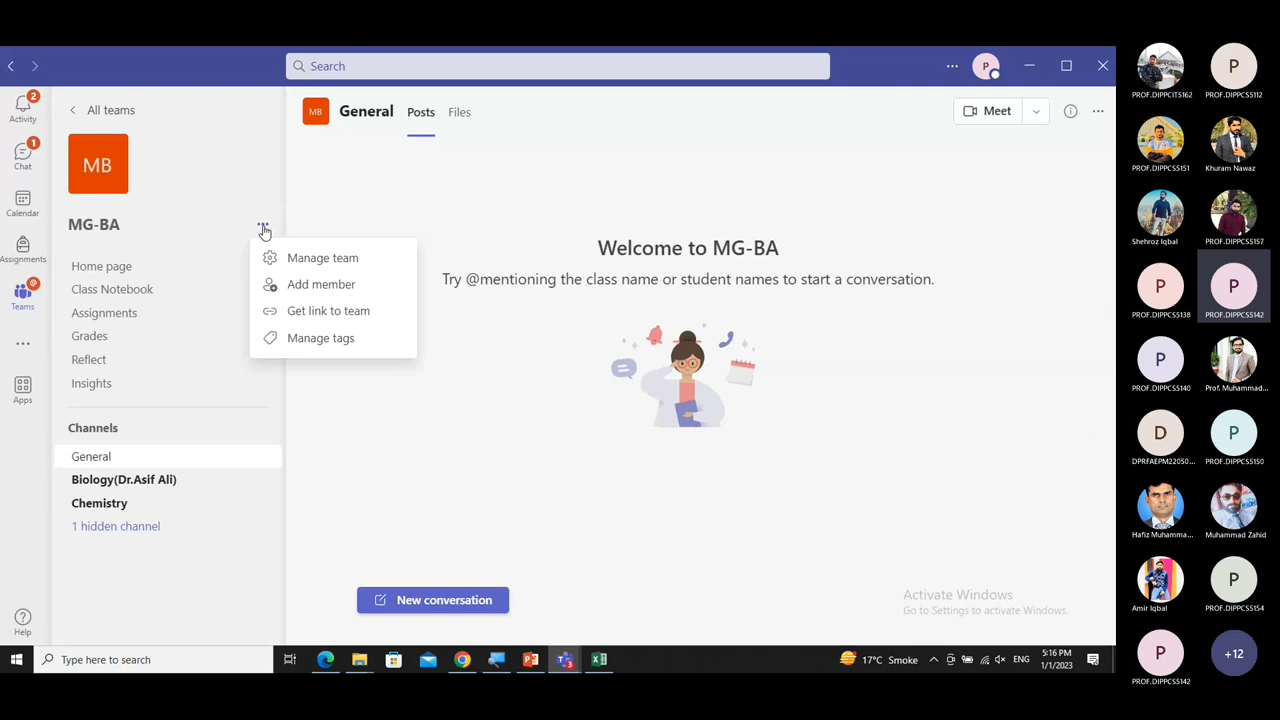 Search
P
2
Activity
1
Chat
Calendar
Assignments
Teams
Apps
Help
All teams
MB
MG-BA
Home page
Class Notebook
Assignments
Grades
Reflect
Insights
Channels
General
Biology(Dr.Asif Ali)
Chemistry
1 hidden channel
Manage team
Add member
Get link to team
Manage tags
MB
General
Posts
Files
Meet
Welcome to MG-BA
Try @mentioning the class name or student names to start a conversation.
New conversation
Activate Windows
Go to Settings to activate Windows.
Type here to search
17°C Smoke
ENG
5:16 PM
1/1/2023
PROF.DIPPCIT5162
P
PROF.DIPPCS5112
PROF.DIPPCS5151
Khuram Nawaz
Shehroz Iqbal
PROF.DIPPCS5157
P
PROF.DIPPCS5138
P
PROF.DIPPCS5142
P
PROF.DIPPCS5140
Prof. Muhammad...
D
DPRFAEPM22050...
P
PROF.DIPPCS5150
Hafiz Muhamma...
Muhammad Zahid
Amir Iqbal
P
PROF.DIPPCS5154
P
PROF.DIPPCS5142
+12